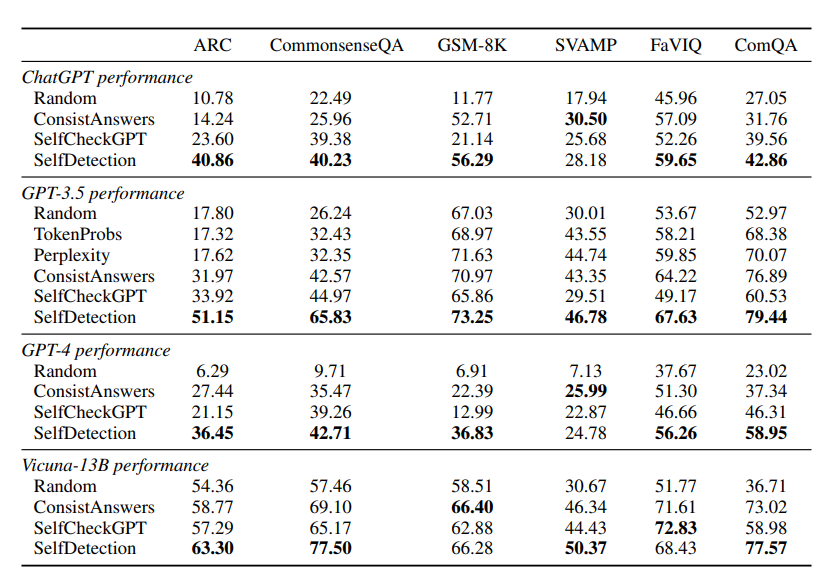 ARC CommonsenseQA GSM-8K SVAMP FaVIQ ComQA
ChatGPT performance
Random 10.78 22.49 11.77 17.94 45.96 27.05
ConsistAnswers 14.24 25.96 52.71 30.50 57.09 31.76
SelfCheckGPT 23.60 39.38 21.14 25.68 52.26 39.56
SelfDetection 40.86 40.23 56.29 28.18 59.65 42.86
GPT-3.5 performance
Random 17.80 26.24 67.03 30.01 53.67 52.97
TokenProbs 17.32 32.43 68.97 43.55 58.21 68.38
Perplexity 17.62 32.35 71.63 44.74 59.85 70.07
ConsistAnswers 31.97 42.57 70.97 43.35 64.22 76.89
SelfCheckGPT 33.92 44.97 65.86 29.51 49.17 60.53
SelfDetection 51.15 65.83 73.25 46.78 67.63 79.44
GPT-4 performance
Random 6.29 9.71 6.91 7.13 37.67 23.02
ConsistAnswers 27.44 35.47 22.39 25.99 51.30 37.34
SelfCheckGPT 21.15 39.26 12.99 22.87 46.66 46.31
SelfDetection 36.45 42.71 36.83 24.78 56.26 58.95
Vicuna-13B performance
Random 54.36 57.46 58.51 30.67 51.77 36.71
ConsistAnswers 58.77 69.10 66.40 46.34 71.61 73.02
SelfCheckGPT 57.29 65.17 62.88 44.43 72.83 58.98
SelfDetection 63.30 77.50 66.28 50.37 68.43 77.57